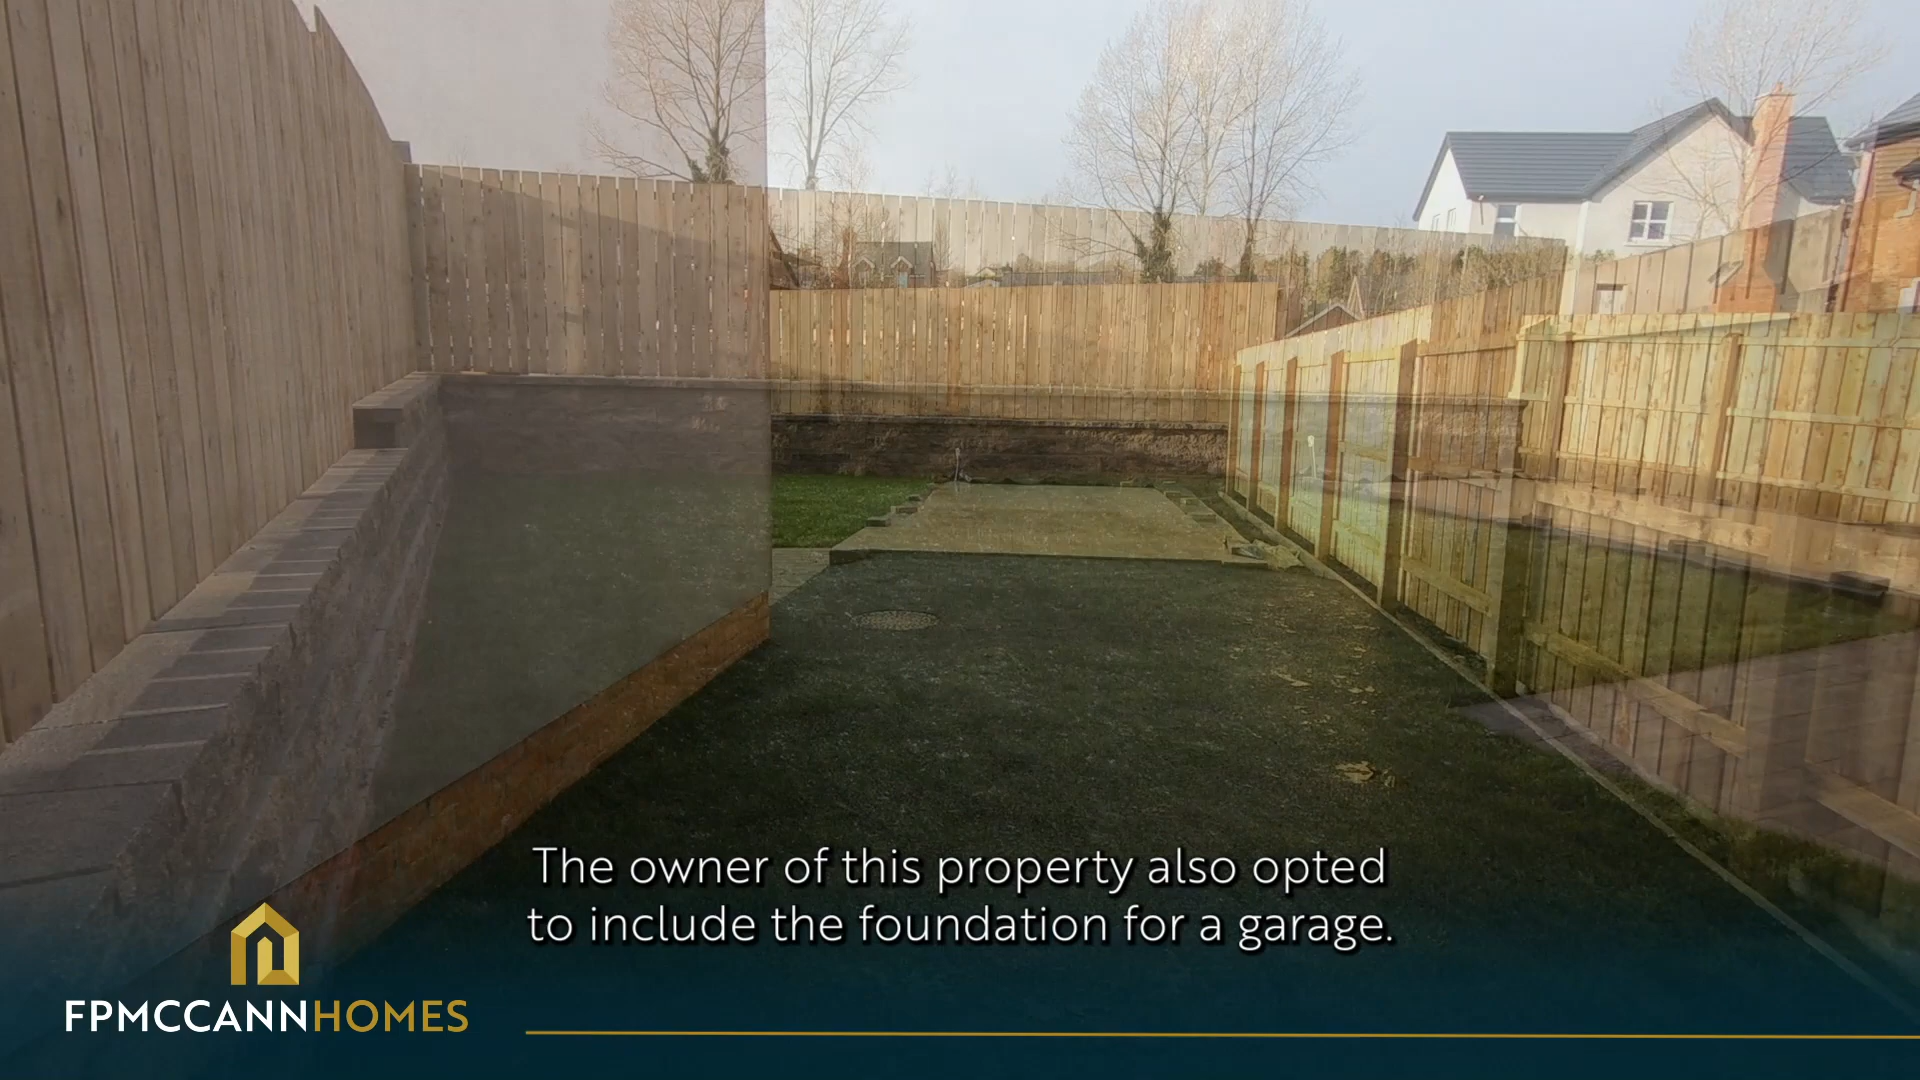 The owner of this property also opted
to include the foundation for a garage.
FPMCCANNHOMES